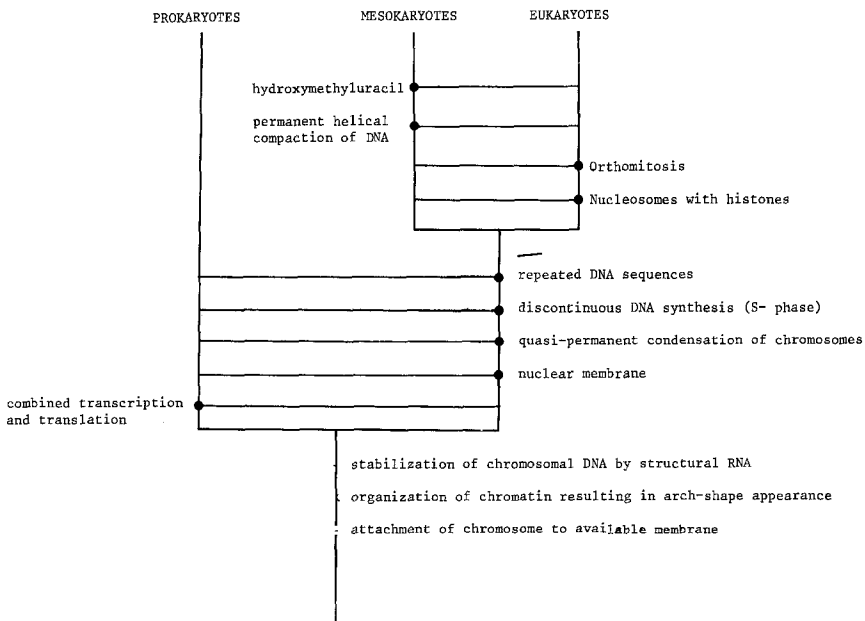 PROKARYOTES MESOKARYOTES EUKARYOTES
hydroxymethyluracil
permanent helical
compaction of DNA
Orthomitosis
Nucleosomes with histones
repeated DNA sequences
discontinuous DNA synthesis (S- phase)
quasi-permanent condensation of chromosomes
nuclear membrane
combined transcription
and translation
stabilization of chromosomal DNA by structural RNA
organization of chromatin resulting in arch-shape appearance
attachment of chromosome to available membrane